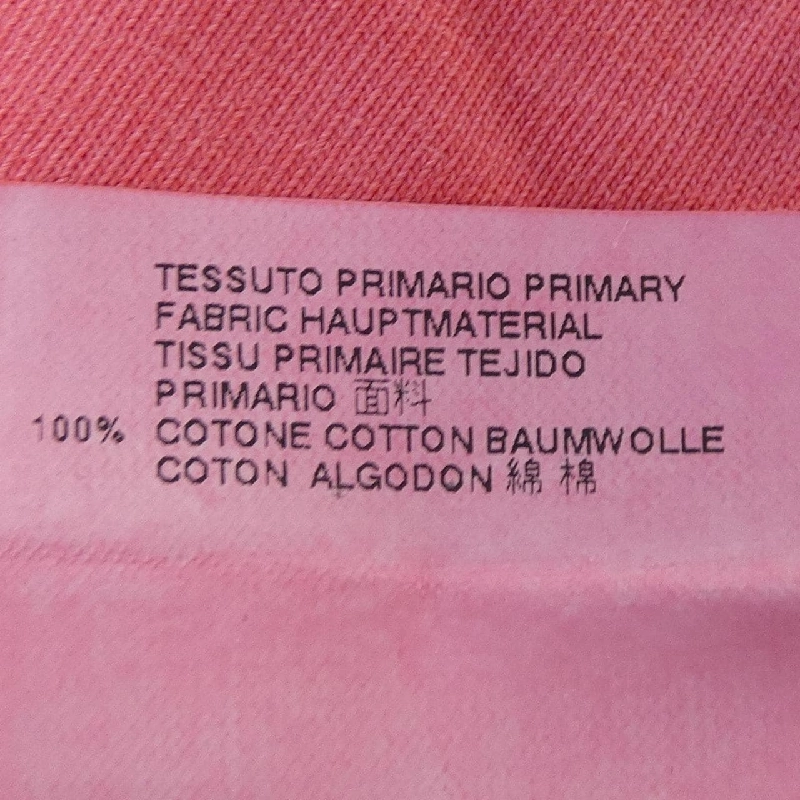 TESSUTO PRIMARIO PRIMARY
FABRIC HAUPTMATERIAL
TISSU PRIMAIRE TEJIDO
PRIMARIO 面料
100% COTONE COTTON BAUMWOLLE
COTON ALGODON 綿 棉